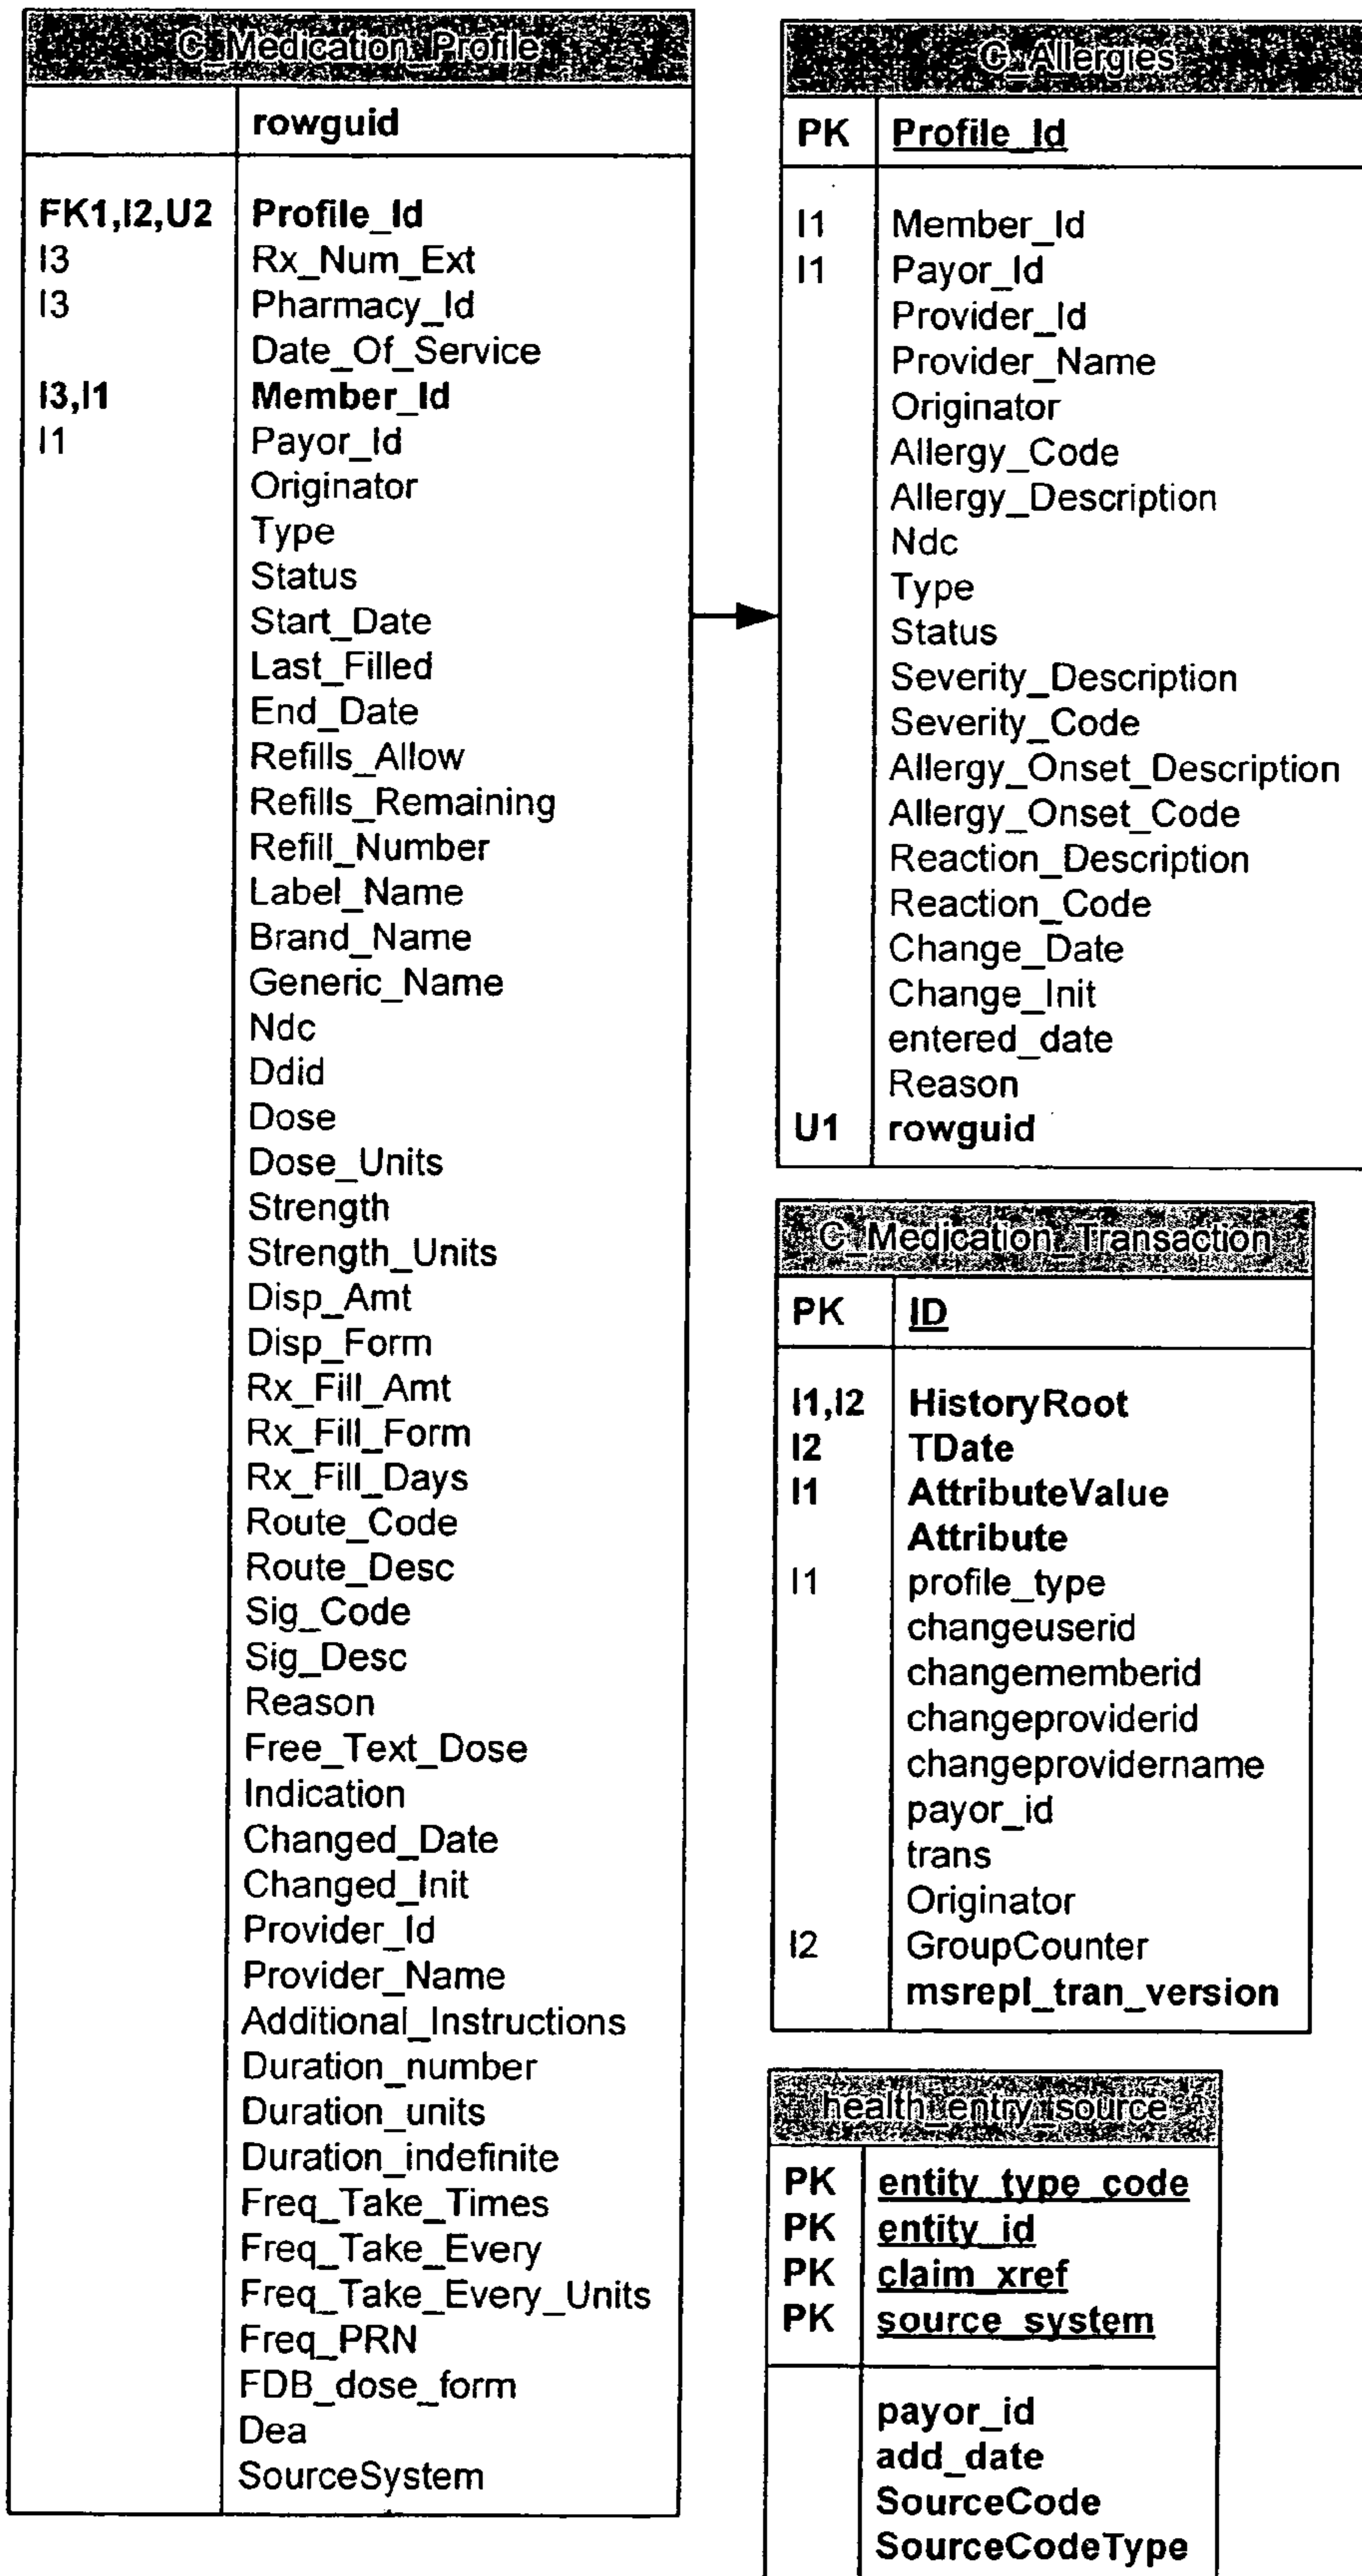 C_Medication_Profile
rowguid
FK1,I2,U2 Profile_Id
I3 Rx_Num_Ext
I3 Pharmacy_Id
Date_Of_Service
I3,I1 Member_Id
I1 Payor_Id
Originator
Type
Status
Start_Date
Last_Filled
End_Date
Refills_Allow
Refills_Remaining
Refill_Number
Label_Name
Brand_Name
Generic_Name
Ndc
Ddid
Dose
Dose_Units
Strength
Strength_Units
Disp_Amt
Disp_Form
Rx_Fill_Amt
Rx_Fill_Form
Rx_Fill_Days
Route_Code
Route_Desc
Sig_Code
Sig_Desc
Reason
Free_Text_Dose
Indication
Changed_Date
Changed_Init
Provider_Id
Provider_Name
Additional_Instructions
Duration_number
Duration_units
Duration_indefinite
Freq_Take_Times
Freq_Take_Every
Freq_Take_Every_Units
Freq_PRN
FDB_dose_form
Dea
SourceSystem
C_Allergies
PK Profile_Id
I1 Member_Id
I1 Payor_Id
Provider_Id
Provider_Name
Originator
Allergy_Code
Allergy_Description
Ndc
Type
Status
Severity_Description
Severity_Code
Allergy_Onset_Description
Allergy_Onset_Code
Reaction_Description
Reaction_Code
Change_Date
Change_Init
entered_date
Reason
U1 rowguid
C_Medication_Transaction
PK ID
I1,I2 HistoryRoot
I2 TDate
I1 AttributeValue
Attribute
I1 profile_type
changeuserid
changememberid
changeproviderid
changeprovidername
payor_id
trans
Originator
I2 GroupCounter
msrepl_tran_version
health_entry_source
PK entity_type_code
PK entity_id
PK claim_xref
PK source_system
payor_id
add_date
SourceCode
SourceCodeType